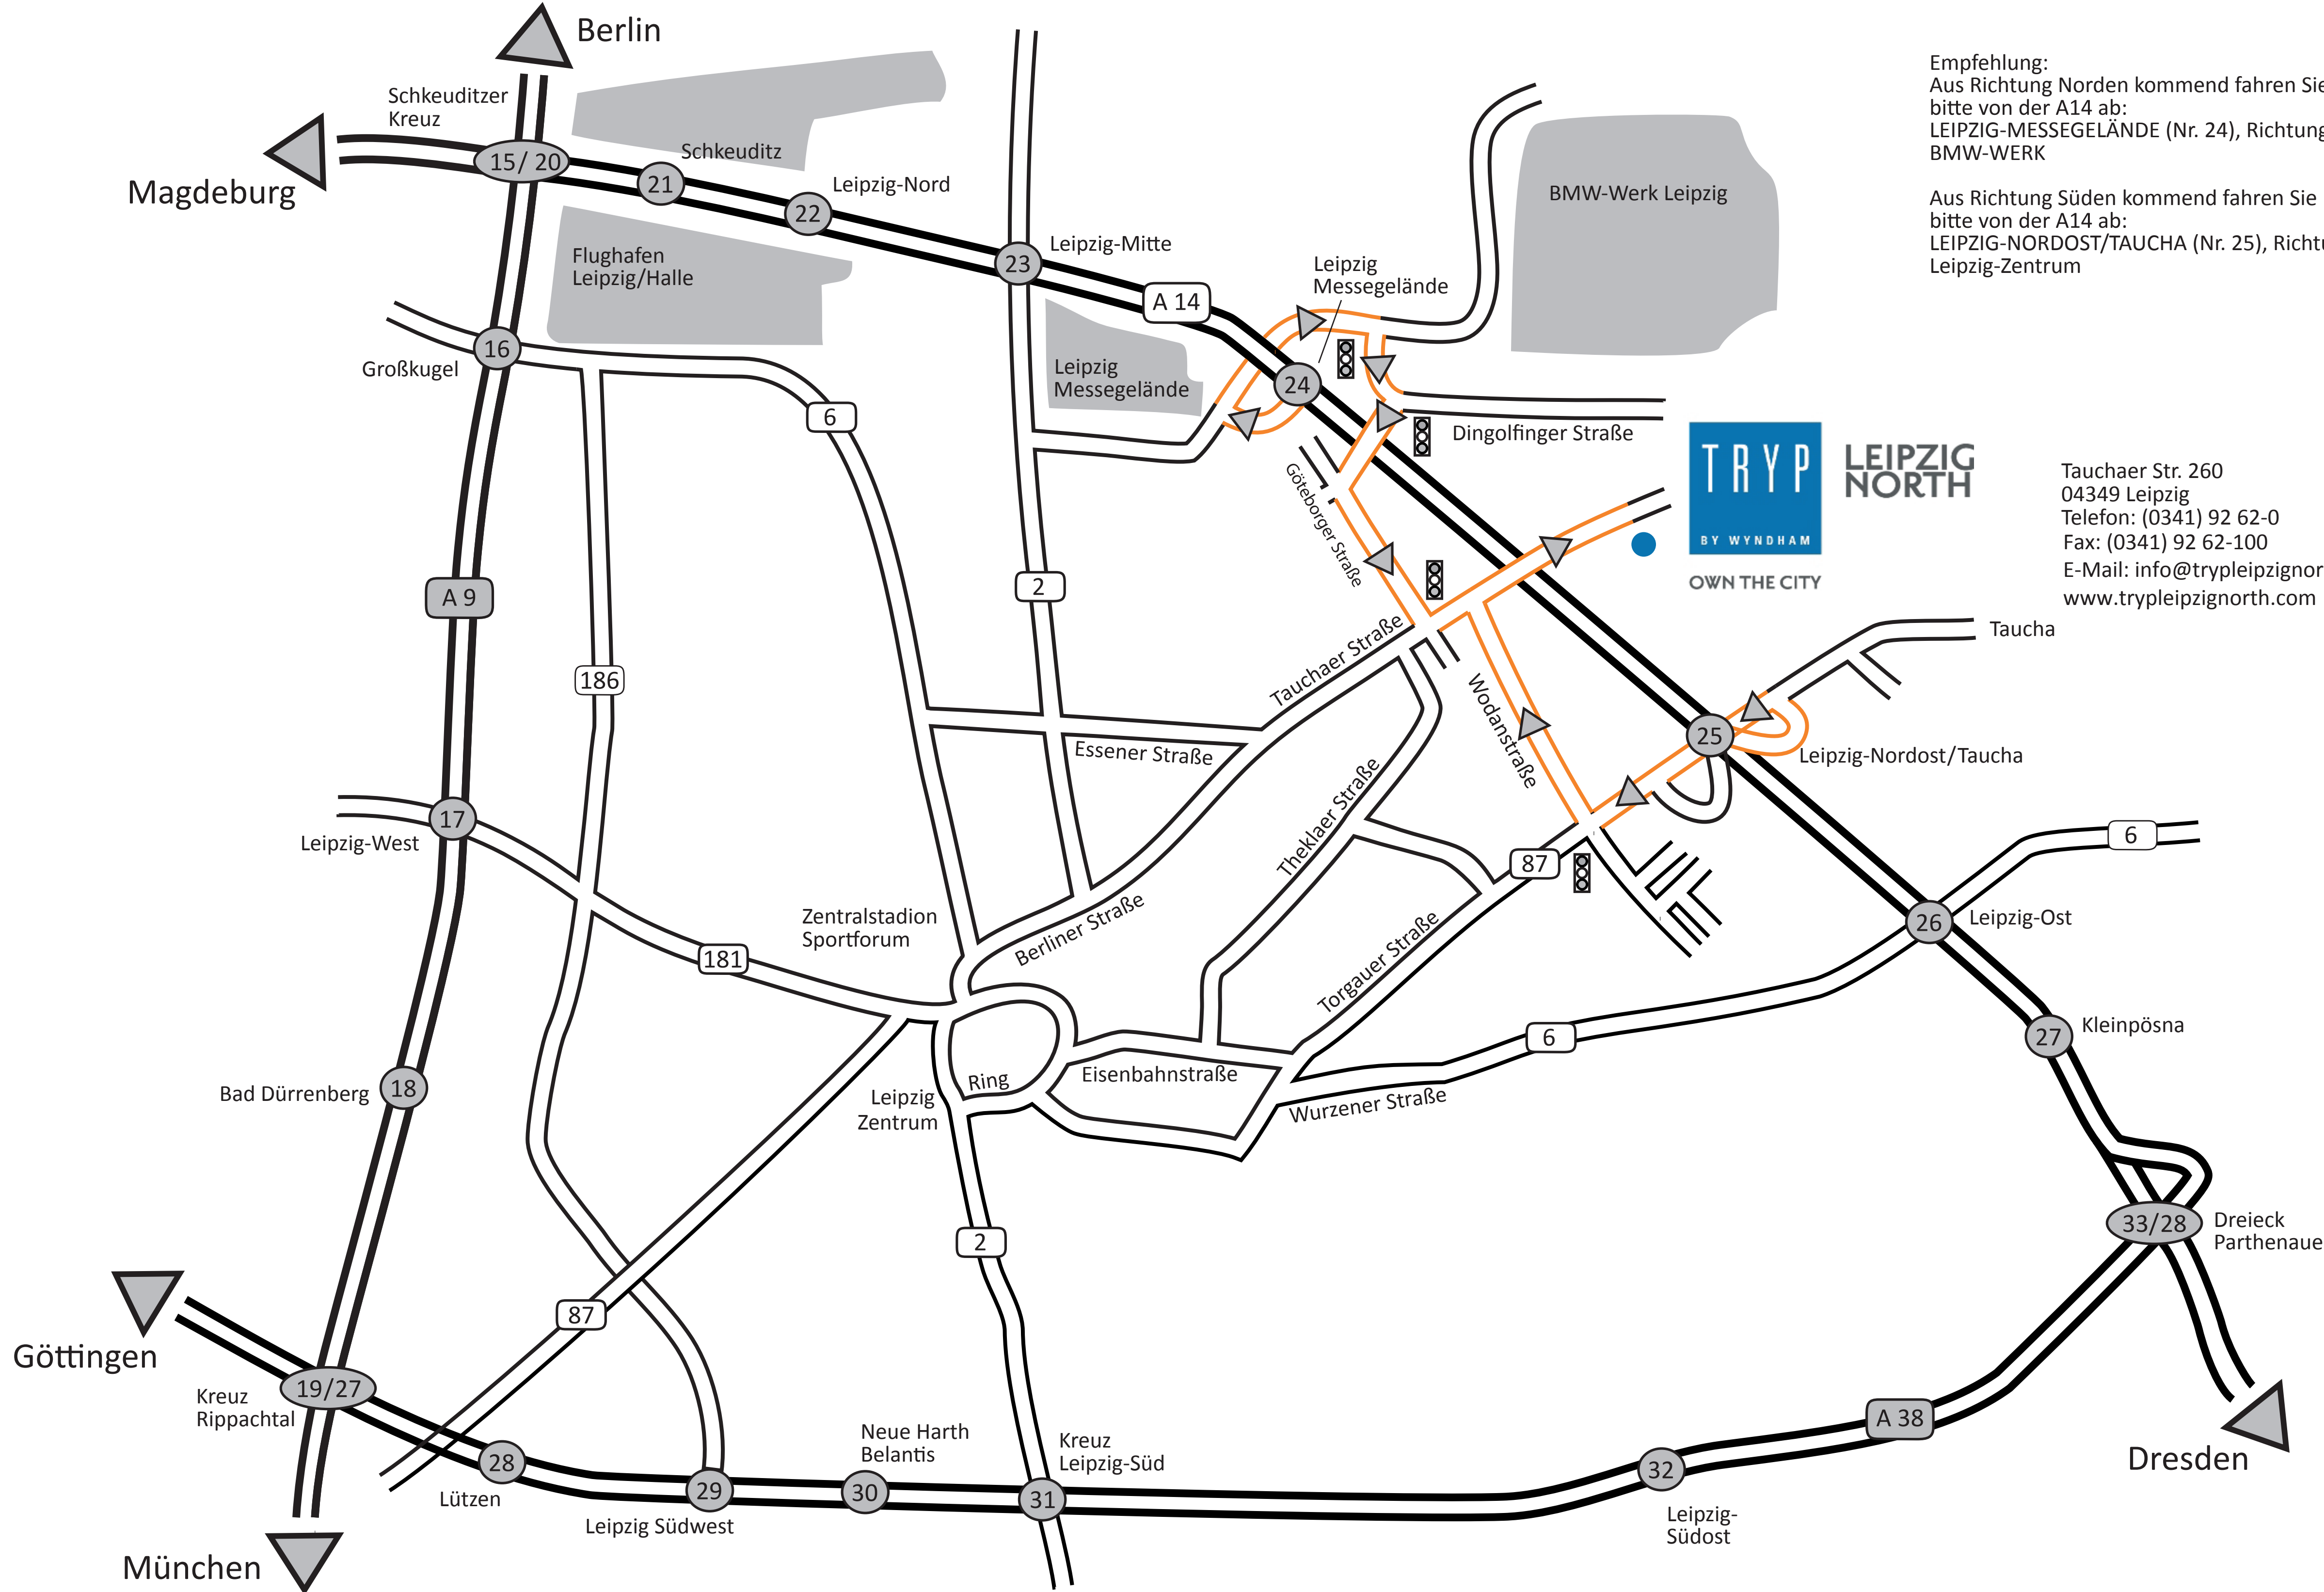 Berlin
Schkeuditzer
Kreuz
Magdeburg
15/ 20
21
Schkeuditz
22
Leipzig-Nord
Flughafen
Leipzig/Halle
23
Leipzig-Mitte
A 14
Leipzig
Messegelände
Leipzig
Messegelände
24
BMW-Werk Leipzig
Empfehlung:
Aus Richtung Norden kommend fahren Sie
bitte von der A14 ab:
LEIPZIG-MESSEGELÄNDE (Nr. 24), Richtung
BMW-WERK
Aus Richtung Süden kommend fahren Sie
bitte von der A14 ab:
LEIPZIG-NORDOST/TAUCHA (Nr. 25), Richtu
Leipzig-Zentrum
16
Großkugel
6
Dingolfinger Straße
Göteborger Straße
TRYP
BY WYNDHAM
OWN THE CITY
LEIPZIG
NORTH
Tauchaer Str. 260
04349 Leipzig
Telefon: (0341) 92 62-0
Fax: (0341) 92 62-100
E-Mail: info@trypleipzignor
www.trypleipzignorth.com
A 9
2
186
Tauchaer Straße
Wodanstraße
Taucha
25
Leipzig-Nordost/Taucha
Essener Straße
Theklaer Straße
17
Leipzig-West
87
6
Zentralstadion
Sportforum
Berliner Straße
Torgauer Straße
26
Leipzig-Ost
181
6
27
Kleinpösna
Bad Dürrenberg
18
Leipzig
Zentrum
Ring
Eisenbahnstraße
Wurzener Straße
2
33/28
Dreieck
Parthenaue
87
Göttingen
19/27
Kreuz
Rippachtal
28
Lützen
29
Leipzig Südwest
Neue Harth
Belantis
30
Kreuz
Leipzig-Süd
31
32
Leipzig-
Südost
A 38
Dresden
München